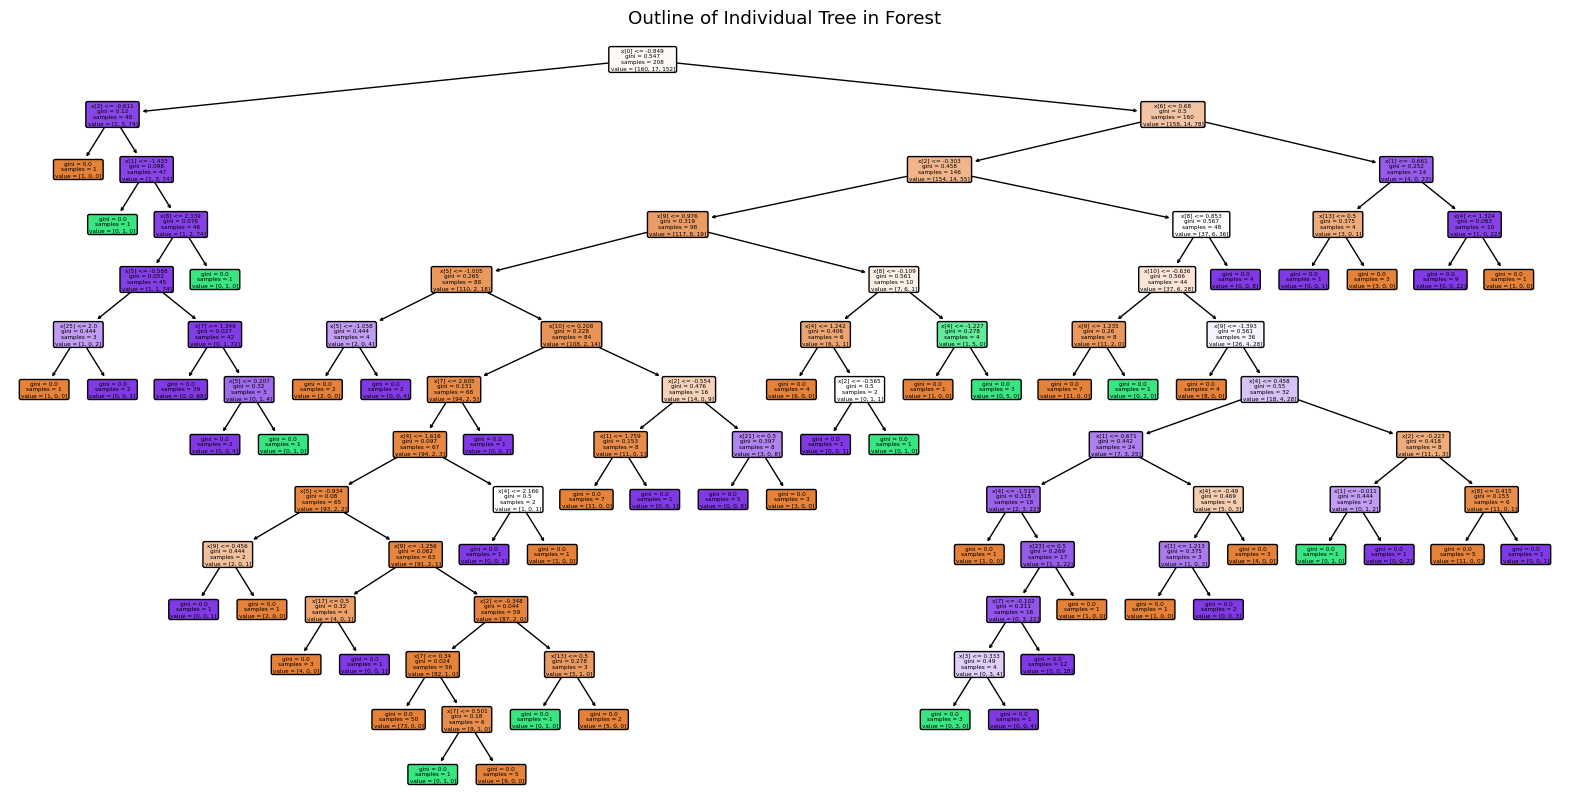 Outline of Individual Tree in Forest
x[0] <= -0.849
gini = 0.547
samples = 208
value = [160, 17, 152]
x[2] <= -0.611
gini = 0.12
samples = 48
value = [2, 3, 74]
x[6] <= 0.68
gini = 0.5
samples = 160
value = [158, 14, 78]
gini = 0.0
samples = 1
value = [1, 0, 0]
x[1] <= -1.433
gini = 0.098
samples = 47
value = [1, 3, 74]
x[2] <= -0.303
gini = 0.458
samples = 146
value = [154, 14, 55]
x[1] <= -0.661
gini = 0.252
samples = 14
value = [4, 0, 23]
gini = 0.0
samples = 1
value = [0, 1, 0]
x[8] <= 2.339
gini = 0.076
samples = 46
value = [1, 2, 74]
x[9] <= 0.976
gini = 0.319
samples = 98
value = [117, 8, 19]
x[8] <= 0.853
gini = 0.567
samples = 48
value = [37, 6, 36]
x[13] <= 0.5
gini = 0.375
samples = 4
value = [3, 0, 1]
x[4] <= 1.324
gini = 0.083
samples = 10
value = [1, 0, 22]
x[5] <= -0.588
gini = 0.052
samples = 45
value = [1, 1, 74]
gini = 0.0
samples = 1
value = [0, 1, 0]
x[5] <= -1.005
gini = 0.265
samples = 88
value = [110, 2, 18]
x[8] <= -0.109
gini = 0.561
samples = 10
value = [7, 6, 1]
x[10] <= -0.636
gini = 0.566
samples = 44
value = [37, 6, 28]
gini = 0.0
samples = 4
value = [0, 0, 8]
gini = 0.0
samples = 1
value = [0, 0, 1]
gini = 0.0
samples = 3
value = [3, 0, 0]
gini = 0.0
samples = 9
value = [0, 0, 22]
gini = 0.0
samples = 1
value = [1, 0, 0]
x[25] <= 2.0
gini = 0.444
samples = 3
value = [1, 0, 2]
x[7] <= 1.549
gini = 0.027
samples = 42
value = [0, 1, 72]
x[5] <= -1.058
gini = 0.444
samples = 4
value = [2, 0, 4]
x[10] <= 0.208
gini = 0.228
samples = 84
value = [108, 2, 14]
x[4] <= 1.242
gini = 0.406
samples = 6
value = [6, 1, 1]
x[4] <= -1.227
gini = 0.278
samples = 4
value = [1, 5, 0]
x[9] <= 1.235
gini = 0.26
samples = 8
value = [11, 2, 0]
x[9] <= -1.393
gini = 0.561
samples = 36
value = [26, 4, 28]
gini = 0.0
samples = 1
value = [1, 0, 0]
gini = 0.0
samples = 2
value = [0, 0, 2]
gini = 0.0
samples = 39
value = [0, 0, 68]
x[5] <= 0.207
gini = 0.32
samples = 3
value = [0, 1, 4]
gini = 0.0
samples = 2
value = [2, 0, 0]
gini = 0.0
samples = 2
value = [0, 0, 4]
x[7] <= 2.605
gini = 0.131
samples = 68
value = [94, 2, 5]
x[2] <= -0.554
gini = 0.476
samples = 16
value = [14, 0, 9]
gini = 0.0
samples = 4
value = [6, 0, 0]
x[2] <= -0.565
gini = 0.5
samples = 2
value = [0, 1, 1]
gini = 0.0
samples = 1
value = [1, 0, 0]
gini = 0.0
samples = 3
value = [0, 5, 0]
gini = 0.0
samples = 7
value = [11, 0, 0]
gini = 0.0
samples = 1
value = [0, 2, 0]
gini = 0.0
samples = 4
value = [8, 0, 0]
x[4] <= 0.458
gini = 0.55
samples = 32
value = [18, 4, 28]
gini = 0.0
samples = 2
value = [0, 0, 4]
gini = 0.0
samples = 1
value = [0, 1, 0]
x[4] <= 1.616
gini = 0.097
samples = 67
value = [94, 2, 3]
gini = 0.0
samples = 1
value = [0, 0, 2]
x[1] <= 1.759
gini = 0.153
samples = 8
value = [11, 0, 1]
x[21] <= 0.5
gini = 0.397
samples = 8
value = [3, 0, 8]
gini = 0.0
samples = 1
value = [0, 0, 1]
gini = 0.0
samples = 1
value = [0, 1, 0]
x[1] <= 0.671
gini = 0.442
samples = 24
value = [7, 3, 25]
x[2] <= -0.223
gini = 0.418
samples = 8
value = [11, 1, 3]
x[5] <= -0.934
gini = 0.08
samples = 65
value = [93, 2, 2]
x[4] <= 2.166
gini = 0.5
samples = 2
value = [1, 0, 1]
gini = 0.0
samples = 7
value = [11, 0, 0]
gini = 0.0
samples = 1
value = [0, 0, 1]
gini = 0.0
samples = 5
value = [0, 0, 8]
gini = 0.0
samples = 3
value = [3, 0, 0]
x[4] <= -1.519
gini = 0.318
samples = 18
value = [2, 3, 22]
x[4] <= -0.49
gini = 0.469
samples = 6
value = [5, 0, 3]
x[1] <= -0.011
gini = 0.444
samples = 2
value = [0, 1, 2]
x[8] <= 0.415
gini = 0.153
samples = 6
value = [11, 0, 1]
x[9] <= 0.456
gini = 0.444
samples = 2
value = [2, 0, 1]
x[9] <= -1.256
gini = 0.062
samples = 63
value = [91, 2, 1]
gini = 0.0
samples = 1
value = [0, 0, 1]
gini = 0.0
samples = 1
value = [1, 0, 0]
gini = 0.0
samples = 1
value = [1, 0, 0]
x[23] <= 0.5
gini = 0.269
samples = 17
value = [1, 3, 22]
x[1] <= 1.213
gini = 0.375
samples = 3
value = [1, 0, 3]
gini = 0.0
samples = 3
value = [4, 0, 0]
gini = 0.0
samples = 1
value = [0, 1, 0]
gini = 0.0
samples = 1
value = [0, 0, 2]
gini = 0.0
samples = 5
value = [11, 0, 0]
gini = 0.0
samples = 1
value = [0, 0, 1]
gini = 0.0
samples = 1
value = [0, 0, 1]
gini = 0.0
samples = 1
value = [2, 0, 0]
x[17] <= 0.5
gini = 0.32
samples = 4
value = [4, 0, 1]
x[2] <= -0.348
gini = 0.044
samples = 59
value = [87, 2, 0]
x[7] <= -0.102
gini = 0.211
samples = 16
value = [0, 3, 22]
gini = 0.0
samples = 1
value = [1, 0, 0]
gini = 0.0
samples = 1
value = [1, 0, 0]
gini = 0.0
samples = 2
value = [0, 0, 3]
gini = 0.0
samples = 3
value = [4, 0, 0]
gini = 0.0
samples = 1
value = [0, 0, 1]
x[7] <= 0.34
gini = 0.024
samples = 56
value = [82, 1, 0]
x[13] <= 0.5
gini = 0.278
samples = 3
value = [5, 1, 0]
x[3] <= 0.333
gini = 0.49
samples = 4
value = [0, 3, 4]
gini = 0.0
samples = 12
value = [0, 0, 18]
gini = 0.0
samples = 50
value = [73, 0, 0]
x[7] <= 0.501
gini = 0.18
samples = 6
value = [9, 1, 0]
gini = 0.0
samples = 1
value = [0, 1, 0]
gini = 0.0
samples = 2
value = [5, 0, 0]
gini = 0.0
samples = 3
value = [0, 3, 0]
gini = 0.0
samples = 1
value = [0, 0, 4]
gini = 0.0
samples = 1
value = [0, 1, 0]
gini = 0.0
samples = 5
value = [9, 0, 0]